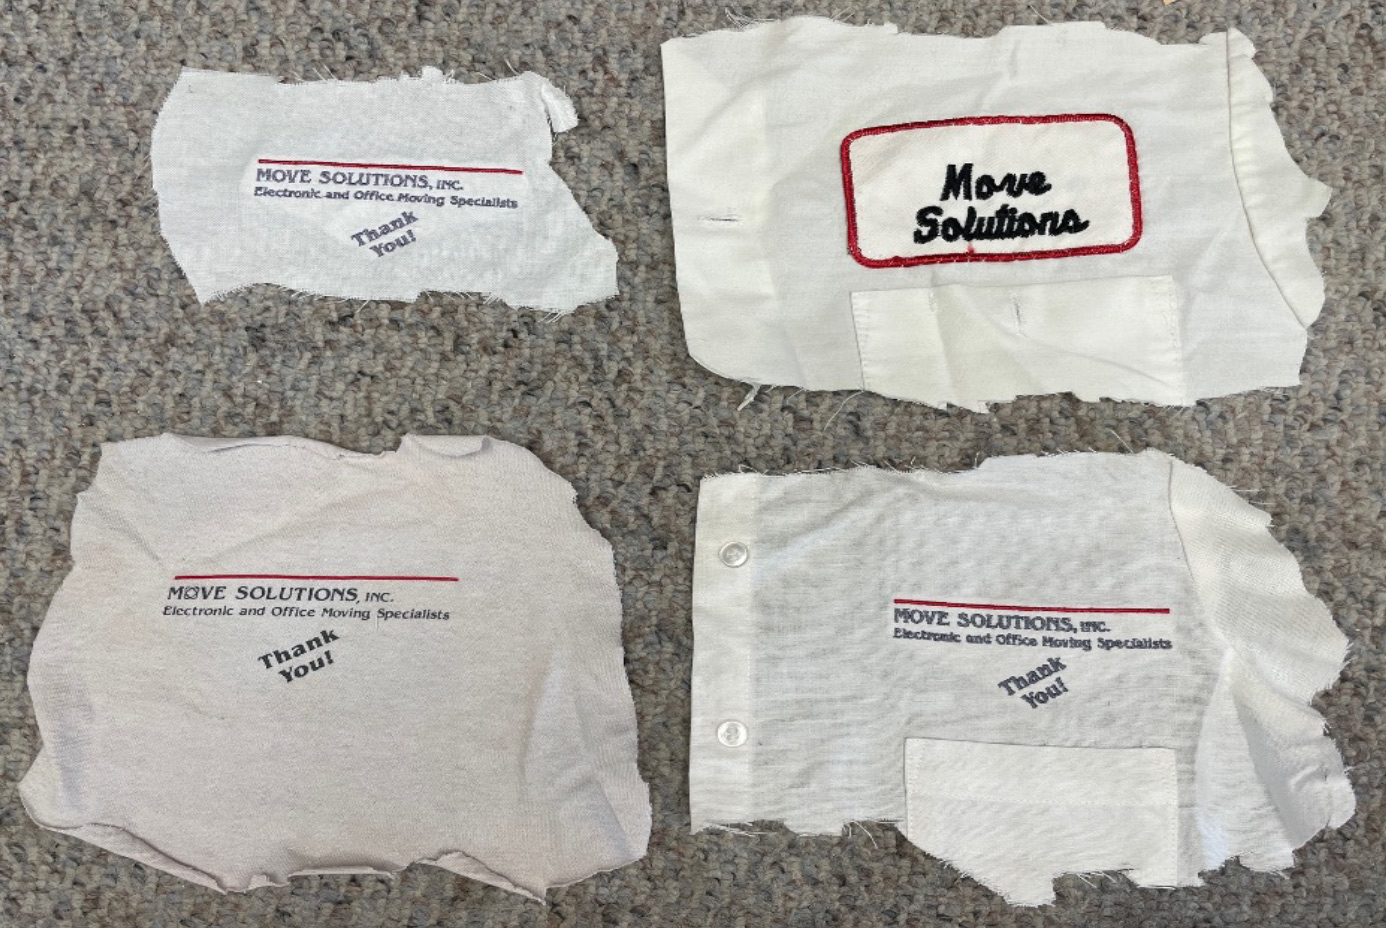 MOVE SOLUTIONS, INC.
Electronic and Office Moving Specialists
Thank
You!
Move
Solutions
MOVE SOLUTIONS, INC.
Electronic and Office Moving Specialists
Thank
You!
MOVE SOLUTIONS, INC.
Electronic and Office Moving Specialists
Thank
You!